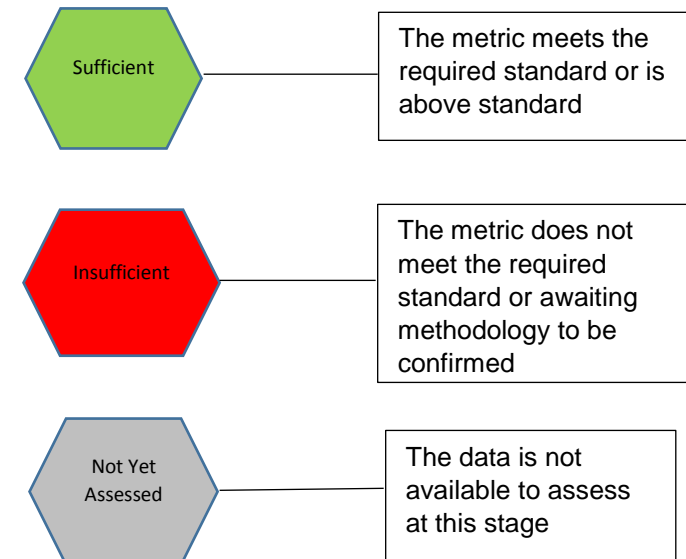 Sufficient
The metric meets the
required standard or is
above standard
Insufficient
The metric does not
meet the required
standard or awaiting
methodology to be
confirmed
Not Yet
Assessed
The data is not
available to assess
at this stage